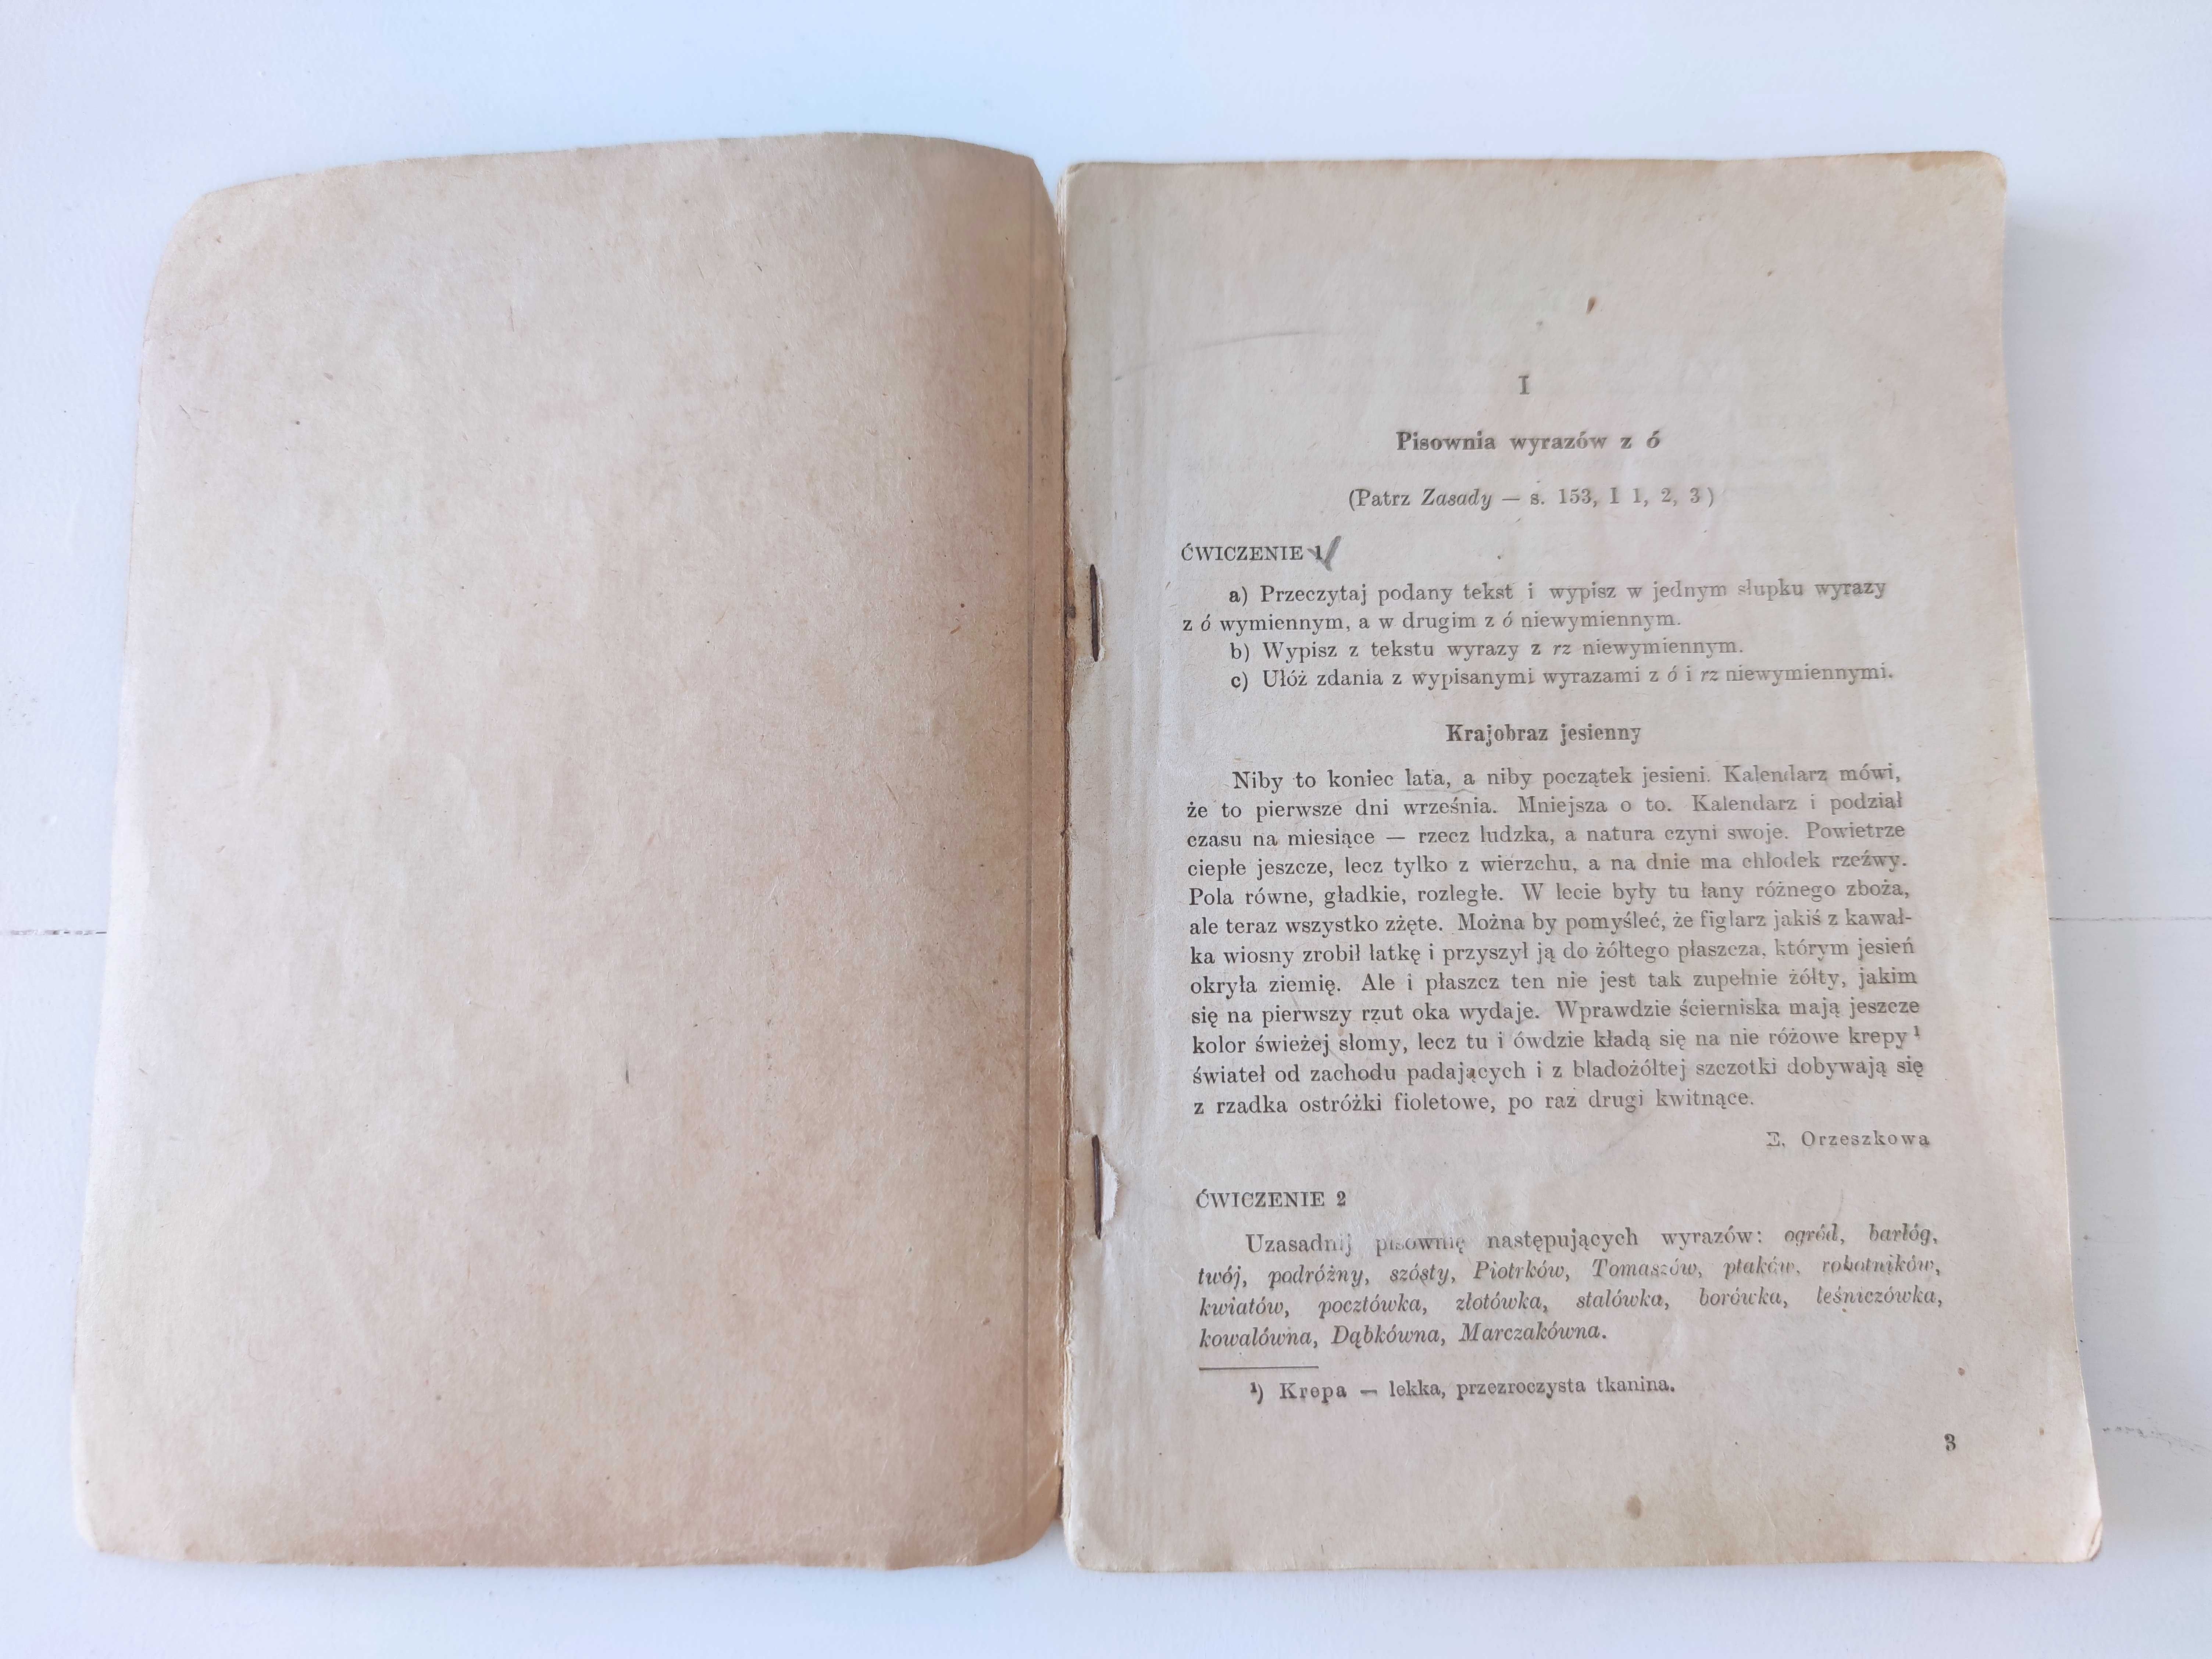 I
Pisownia wyrazów z ó
(Patrz Zasady — s. 153, I 1, 2, 3)
ĆWICZENIE 1
a) Przeczytaj podany tekst i wypisz w jednym słupku wyrazy
z ó wymiennym, a w drugim z ó niewymiennym.
b) Wypisz z tekstu wyrazy z rz niewymiennym.
c) Ułóż zdania z wypisanymi wyrazami z ó i rz niewymiennymi.
Krajobraz jesienny
Niby to koniec lata, a niby początek jesieni. Kalendarz mówi,
że to pierwsze dni września. Mniejsza o to. Kalendarz i podział
czasu na miesiące — rzecz ludzka, a natura czyni swoje. Powietrze
ciepłe jeszcze, lecz tylko z wierzchu, a na dnie ma chłodek rzeźwy.
Pola równe, gładkie, rozległe. W lecie były tu łany różnego zboża,
ale teraz wszystko zżęte. Można by pomyśleć, że figlarz jakiś z kawał-
ka wiosny zrobił łatkę i przyszył ją do żółtego płaszcza, którym jesień
okryła ziemię. Ale i płaszcz ten nie jest tak zupełnie żółty, jakim
się na pierwszy rzut oka wydaje. Wprawdzie ścierniska mają jeszcze
kolor świeżej słomy, lecz tu i ówdzie kładą się na nie różowe krepy ¹
świateł od zachodu padających i z bladożółtej szczotki dobywają się
z rzadka ostróżki fioletowe, po raz drugi kwitnące.
E. Orzeszkowa
ĆWICZENIE 2
Uzasadnij pisownię następujących wyrazów: ogród, barłóg,
twój, podróżny, szósty, Piotrków, Tomaszów, ptaków, robotników,
kwiatów, pocztówka, złotówka, stalówka, borówka, leśniczówka,
kowalówna, Dąbkówna, Marczakówna.
¹) Krepa — lekka, przezroczysta tkanina.
3